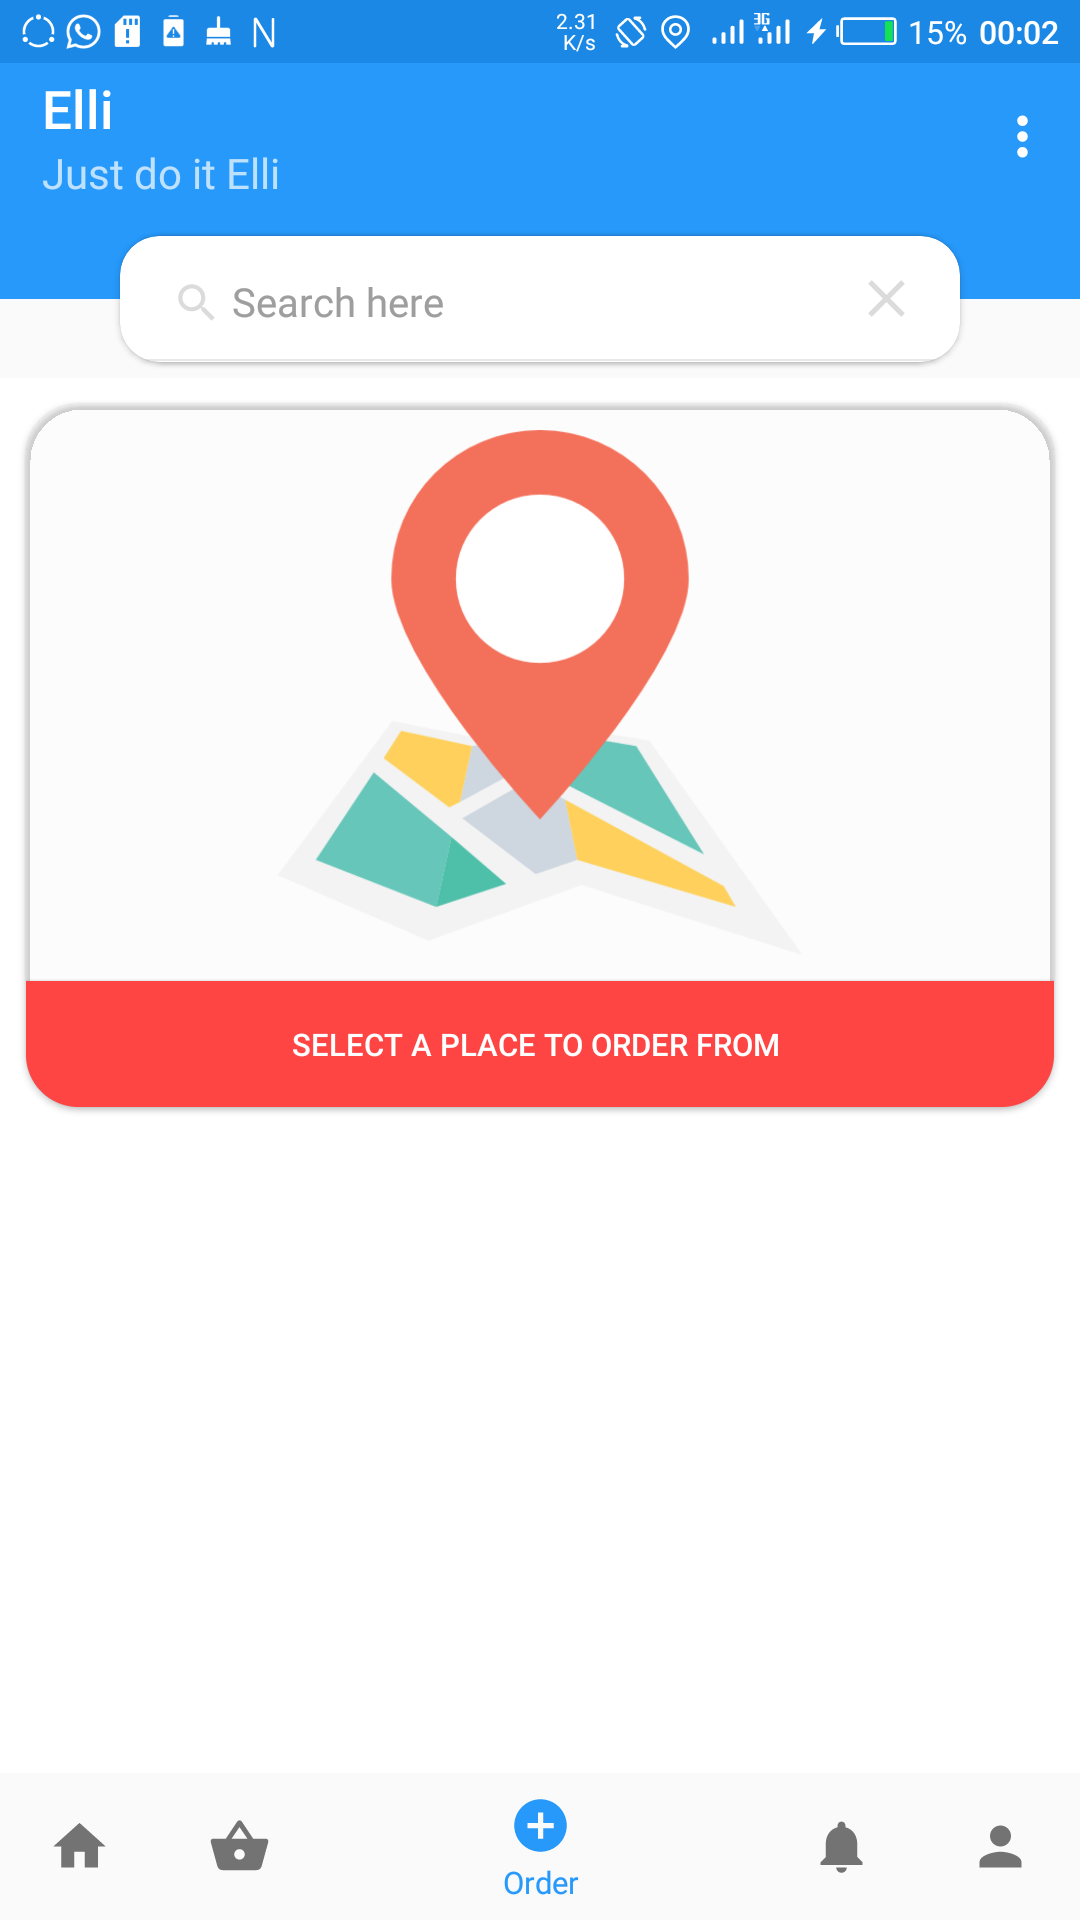 2.31
K/s
3G
15% 00:02
Elli
Just do it Elli
Search here
SELECT A PLACE TO ORDER FROM
Order